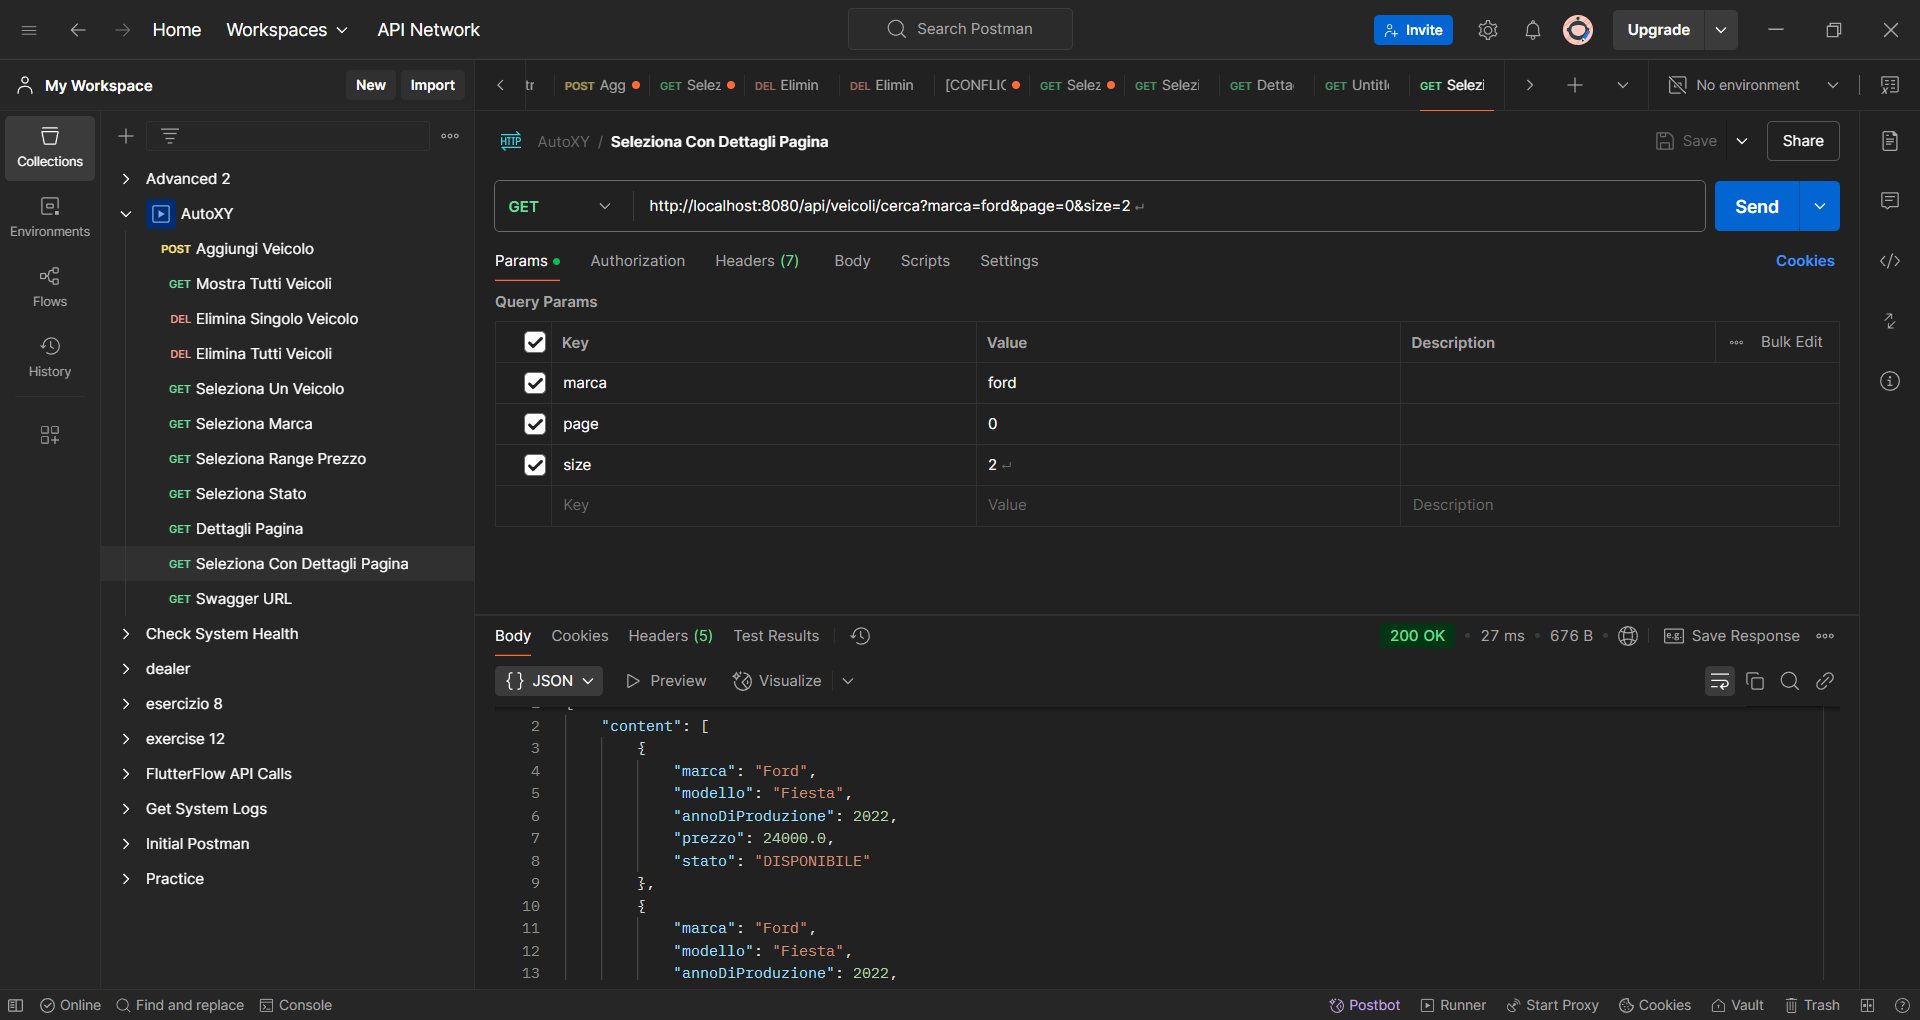 Home Workspaces API Network Search Postman Invite Upgrade
My Workspace New Import tr POST Agg GET Selez DEL Elimin DEL Elimin [CONFLIC GET Selez GET Selezi GET Detta GET Untitl GET Selezi No environment
Collections
Environments
Flows
History
Advanced 2
AutoXY
POST Aggiungi Veicolo
GET Mostra Tutti Veicoli
DEL Elimina Singolo Veicolo
DEL Elimina Tutti Veicoli
GET Seleziona Un Veicolo
GET Seleziona Marca
GET Seleziona Range Prezzo
GET Seleziona Stato
GET Dettagli Pagina
GET Seleziona Con Dettagli Pagina
GET Swagger URL
Check System Health
dealer
esercizio 8
exercise 12
FlutterFlow API Calls
Get System Logs
Initial Postman
Practice
HTTP AutoXY / Seleziona Con Dettagli Pagina Save Share
GET http://localhost:8080/api/veicoli/cerca?marca=ford&page=0&size=2 ↵ Send
Params Authorization Headers (7) Body Scripts Settings Cookies
Query Params
Key Value Description Bulk Edit
marca ford
page 0
size 2 ↵
Key Value Description
Body Cookies Headers (5) Test Results 200 OK 27 ms 676 B e.g. Save Response
{} JSON Preview Visualize
2 "content": [
3 {
4 "marca": "Ford",
5 "modello": "Fiesta",
6 "annoDiProduzione": 2022,
7 "prezzo": 24000.0,
8 "stato": "DISPONIBILE"
9 },
10 {
11 "marca": "Ford",
12 "modello": "Fiesta",
13 "annoDiProduzione": 2022,
Online Find and replace Console Postbot Runner Start Proxy Cookies Vault Trash